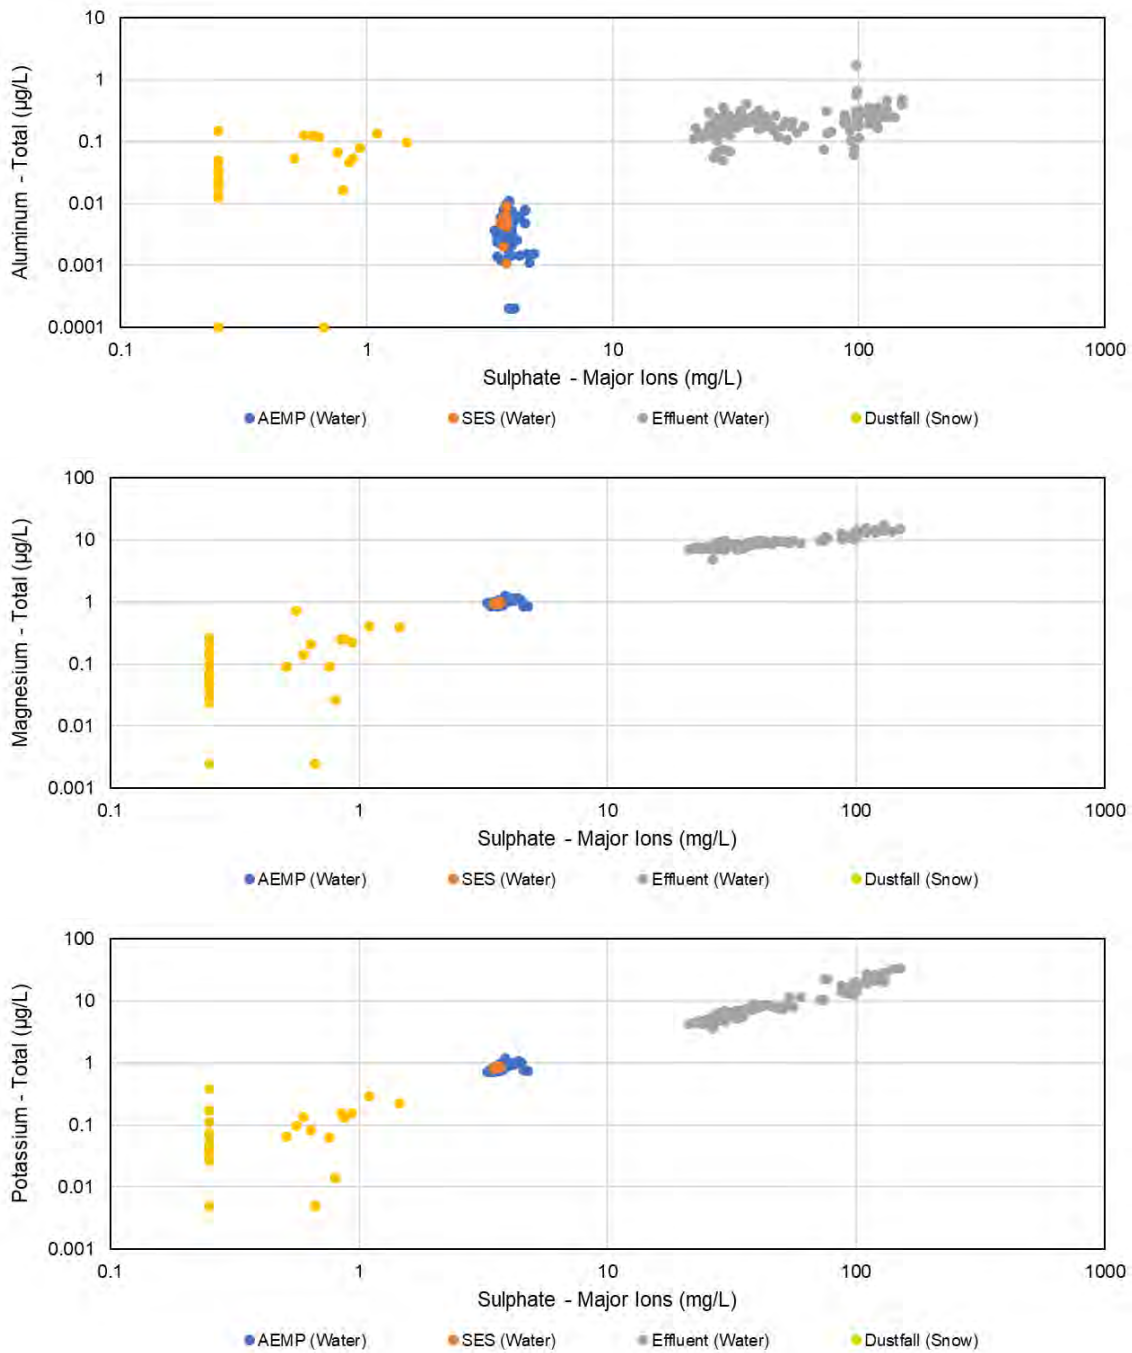 Aluminum - Total (µg/L)
10
1
0.1
0.01
0.001
0.0001
0.1 1 10 100 1000
Sulphate - Major Ions (mg/L)
AEMP (Water) SES (Water) Effluent (Water) Dustfall (Snow)
Magnesium - Total (µg/L)
100
10
1
0.1
0.01
0.001
0.1 1 10 100 1000
Sulphate - Major Ions (mg/L)
AEMP (Water) SES (Water) Effluent (Water) Dustfall (Snow)
Potassium - Total (µg/L)
100
10
1
0.1
0.01
0.001
0.1 1 10 100 1000
Sulphate - Major Ions (mg/L)
AEMP (Water) SES (Water) Effluent (Water) Dustfall (Snow)